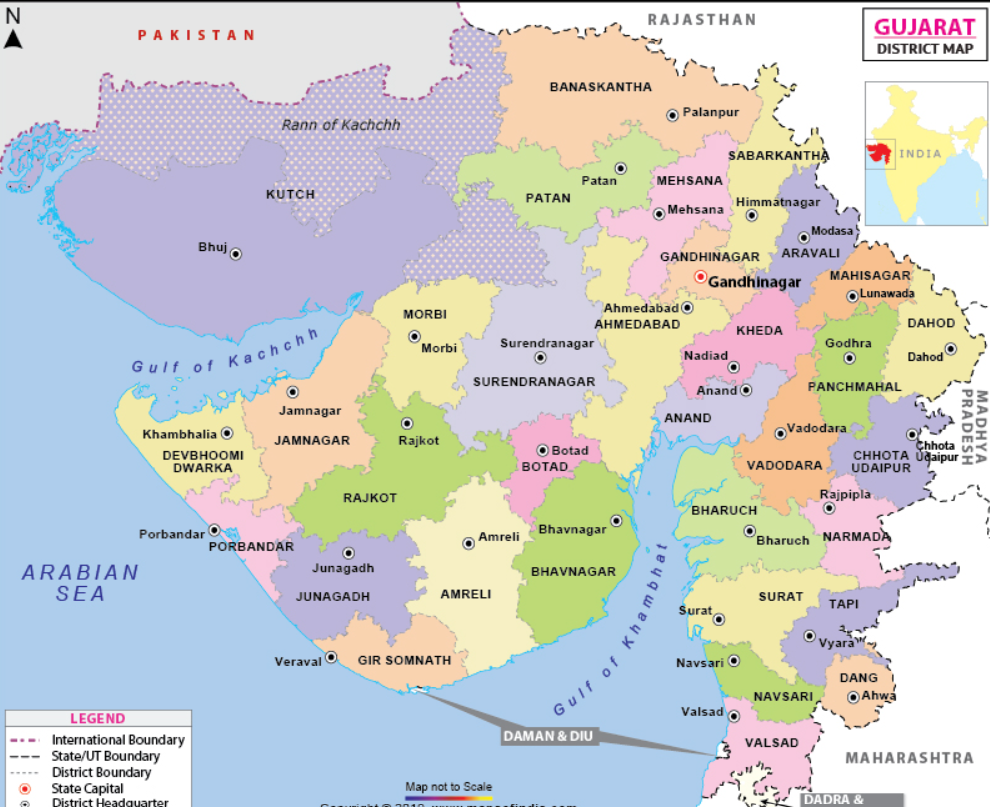 N
RAJASTHAN
GUJARAT
DISTRICT MAP
PAKISTAN
BANASKANTHA
Palanpur
Rann of Kachchh
INDIA
SABARKANTHA
Patan
MEHSANA
KUTCH
PATAN
Mehsana
Himmatnagar
Modasa
Bhuj
ARAVALI
GANDHINAGAR
Gandhinagar
MAHISAGAR
Lunawada
MORBI
Ahmedabad
AHMEDABAD
KHEDA
DAHOD
Gulf of Kachchh
Morbi
Surendranagar
Godhra
Nadiad
Dahod
SURENDRANAGAR
Anand
PANCHMAHAL
MADHYA
PRADESH
Jamnagar
ANAND
Khambhalia
JAMNAGAR
Rajkot
Vadodara
Chhota
Udaipur
DEVBHOOMI
DWARKA
Botad
BOTAD
VADODARA
CHHOTA
UDAIPUR
RAJKOT
Rajpipla
BHARUCH
Porbandar
PORBANDAR
Bhavnagar
Bharuch
NARMADA
Amreli
Junagadh
BHAVNAGAR
ARABIAN
SEA
JUNAGADH
AMRELI
SURAT
TAPI
Gulf of Khambhat
Surat
Vyara
Veraval
GIR SOMNATH
Navsari
DANG
NAVSARI
Ahwa
Valsad
LEGEND
International Boundary
State/UT Boundary
District Boundary
State Capital
District Headquarter
DAMAN & DIU
VALSAD
MAHARASHTRA
Map not to Scale
DADRA &